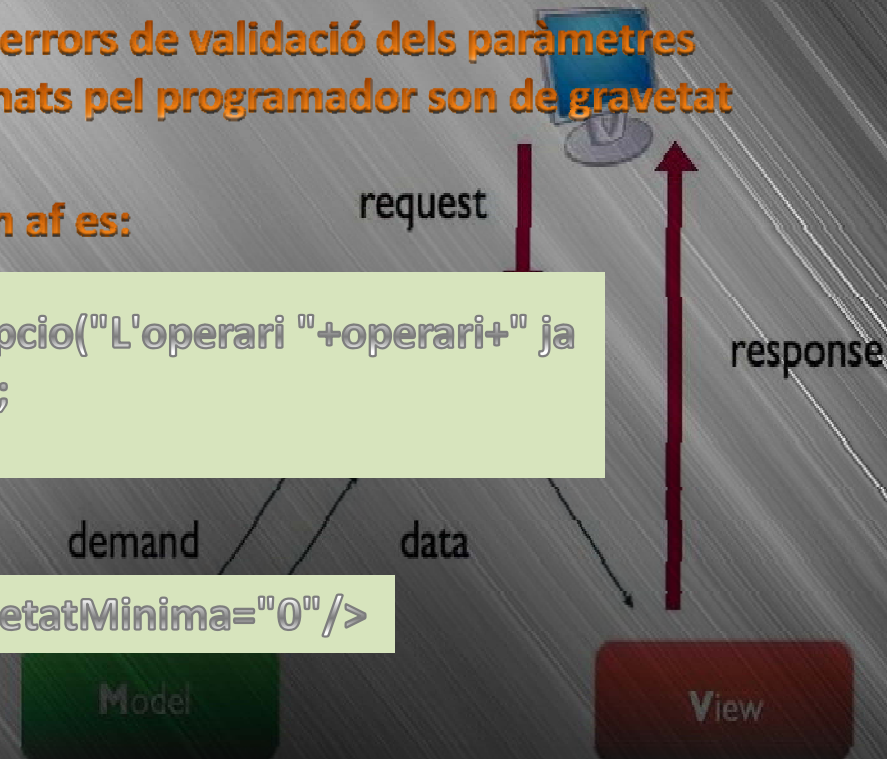 errors de validació dels paràmetres
nats pel programador son de gravetat
request
n af es:
pcio("L'operari "+operari+" ja
;
response
demand
data
etatMinima="0"/>
Model
View